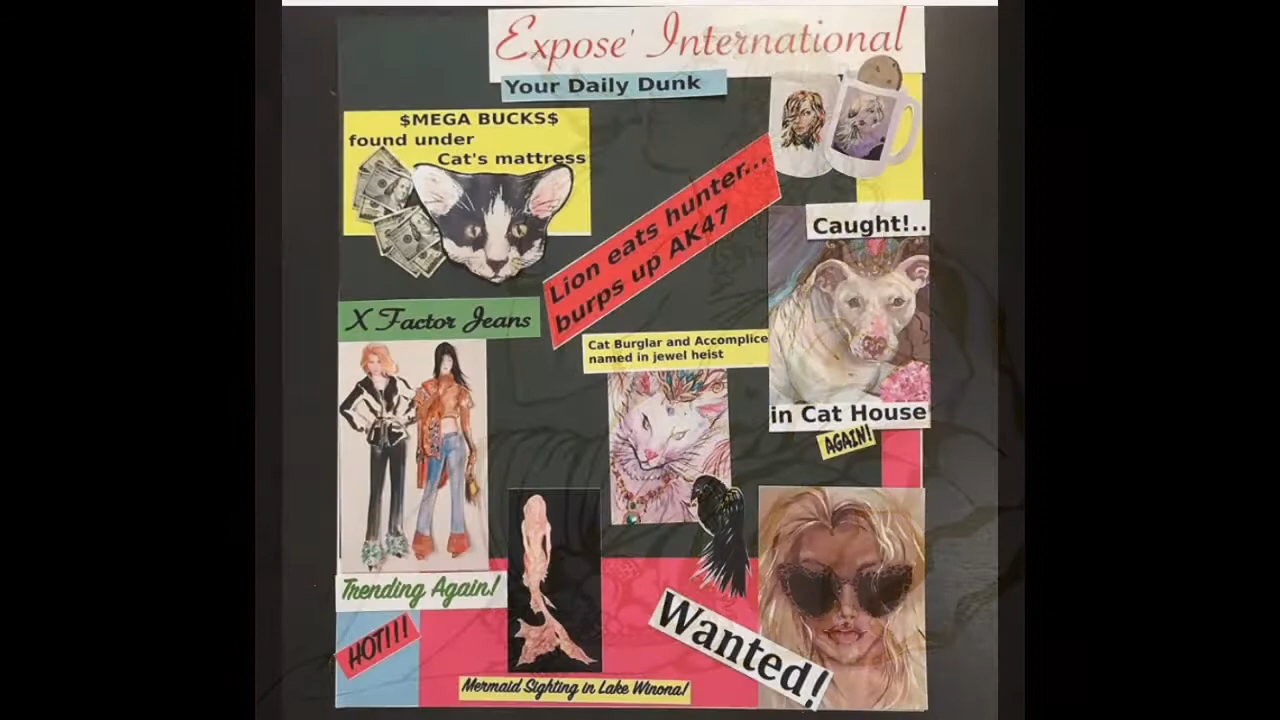 Expose' International
Your Daily Dunk
$MEGA BUCKS$
found under
Cat's mattress
Lion eats hunter...
burps up AK47
Caught!..
in Cat House
AGAIN!
X Factor Jeans
Cat Burglar and Accomplice
named in jewel heist
Trending Again!
HOT!!!
Wanted!
Mermaid Sighting in Lake Winona!